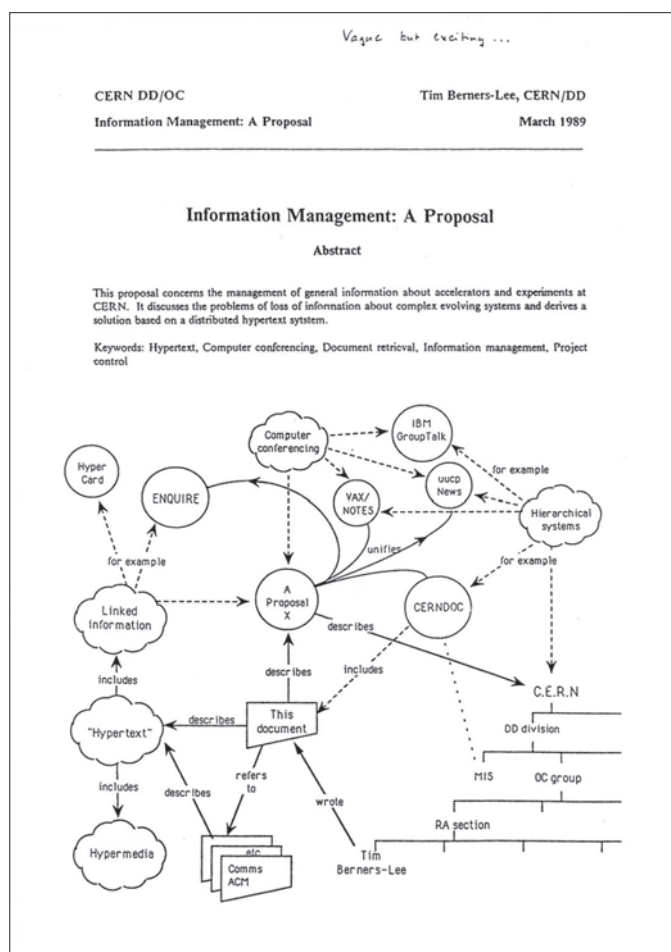 Vague but exciting ...
CERN DD/OC
Tim Berners-Lee, CERN/DD
Information Management: A Proposal
March 1989
Information Management: A Proposal
Abstract
This proposal concerns the management of general information about accelerators and experiments at
CERN. It discusses the problems of loss of information about complex evolving systems and derives a
solution based on a distributed hypertext sytstem.
Keywords: Hypertext, Computer conferencing, Document retrieval, Information management, Project
control
IBM
GroupTalk
Computer
conferencing
Hyper
Card
for example
uucp
News
ENQUIRE
VAX/
NOTES
Hierarchical
systems
unifies
for example
for example
A
Proposal
X
CERNDOC
Linked
information
describes
describes
includes
includes
C.E.R.N
This
document
"Hypertext"
describes
DD division
refers
to
MIS
OC group
includes
describes
wrote
RA section
Hypermedia
etc
Tim
Berners-Lee
Comms
ACM